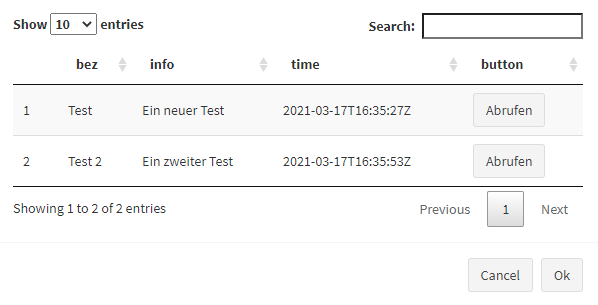 Show 10 entries Search:
bez info time button
1 Test Ein neuer Test 2021-03-17T16:35:27Z Abrufen
2 Test 2 Ein zweiter Test 2021-03-17T16:35:53Z Abrufen
Showing 1 to 2 of 2 entries Previous 1 Next
Cancel Ok